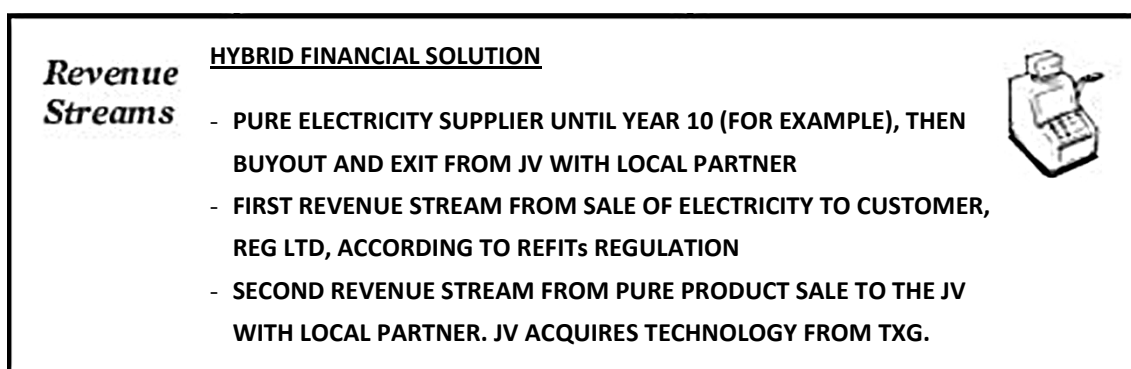 Revenue
Streams
HYBRID FINANCIAL SOLUTION
- PURE ELECTRICITY SUPPLIER UNTIL YEAR 10 (FOR EXAMPLE), THEN
BUYOUT AND EXIT FROM JV WITH LOCAL PARTNER
- FIRST REVENUE STREAM FROM SALE OF ELECTRICITY TO CUSTOMER,
REG LTD, ACCORDING TO REFITs REGULATION
- SECOND REVENUE STREAM FROM PURE PRODUCT SALE TO THE JV
WITH LOCAL PARTNER. JV ACQUIRES TECHNOLOGY FROM TXG.